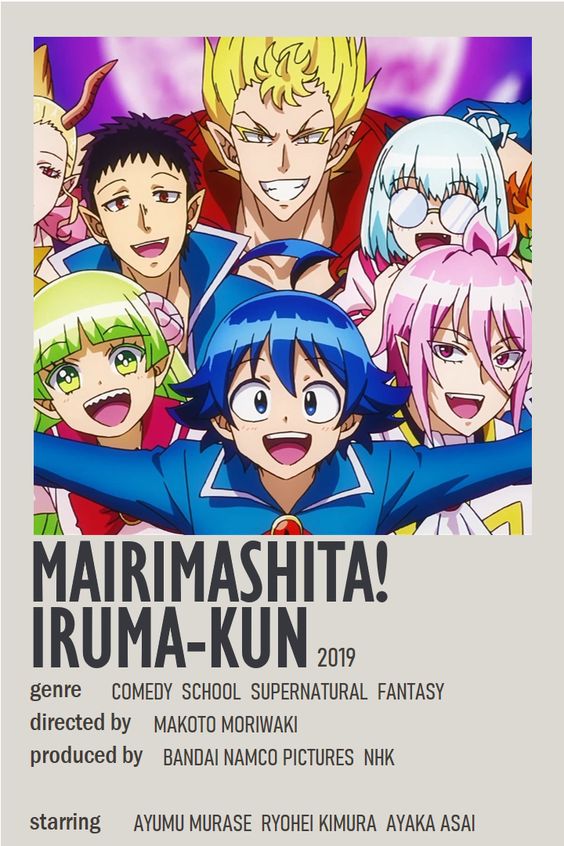 MAIRIMASHITA!
IRUMA-KUN 2019
genre COMEDY SCHOOL SUPERNATURAL FANTASY
directed by MAKOTO MORIWAKI
produced by BANDAI NAMCO PICTURES NHK
starring AYUMU MURASE RYOHEI KIMURA AYAKA ASAI